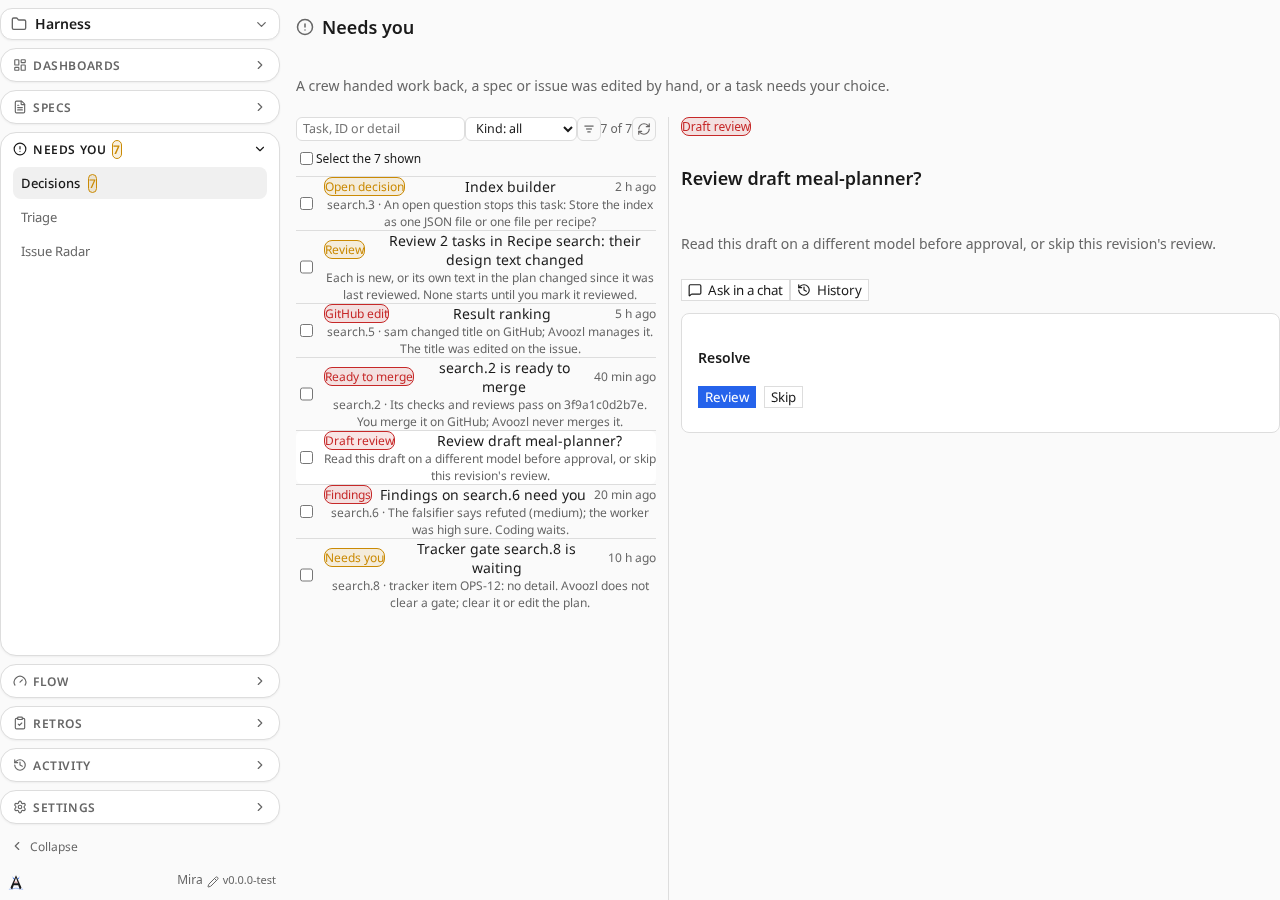 Harness
DASHBOARDS
SPECS
NEEDS YOU 7
Decisions 7
Triage
Issue Radar
FLOW
RETROS
ACTIVITY
SETTINGS
Collapse
A
Mira v0.0.0-test
Needs you
A crew handed work back, a spec or issue was edited by hand, or a task needs your choice.
Task, ID or detail Kind: all 7 of 7
Select the 7 shown
Open decision Index builder 2 h ago
search.3 · An open question stops this task: Store the index
as one JSON file or one file per recipe?
Review Review 2 tasks in Recipe search: their
design text changed
Each is new, or its own text in the plan changed since it was
last reviewed. None starts until you mark it reviewed.
GitHub edit Result ranking 5 h ago
search.5 · sam changed title on GitHub; Avoozl manages it.
The title was edited on the issue.
Ready to merge search.2 is ready to
merge 40 min ago
search.2 · Its checks and reviews pass on 3f9a1c0d2b7e.
You merge it on GitHub; Avoozl never merges it.
Draft review Review draft meal-planner?
Read this draft on a different model before approval, or skip
this revision's review.
Findings Findings on search.6 need you 20 min ago
search.6 · The falsifier says refuted (medium); the worker
was high sure. Coding waits.
Needs you Tracker gate search.8 is
waiting 10 h ago
search.8 · tracker item OPS-12: no detail. Avoozl does not
clear a gate; clear it or edit the plan.
Draft review
Review draft meal-planner?
Read this draft on a different model before approval, or skip this revision's review.
Ask in a chat History
Resolve
Review Skip